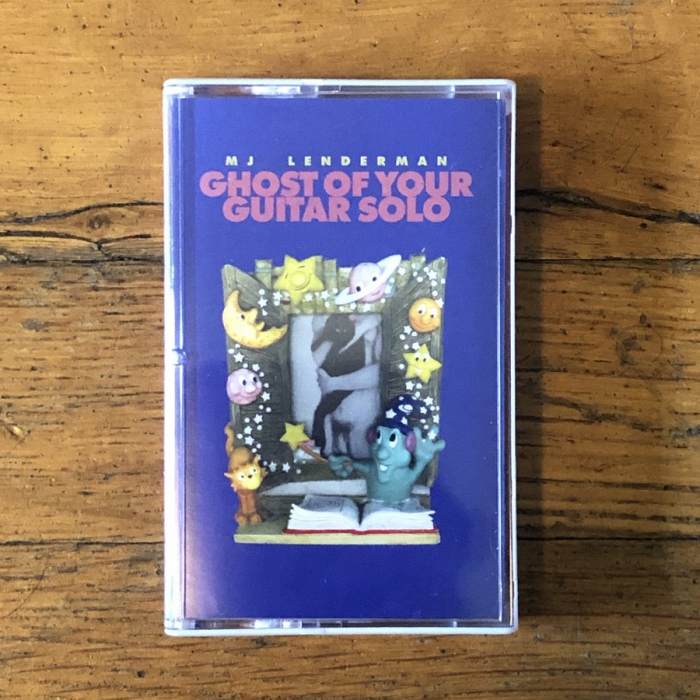 MJ LENDERMAN
GHOST OF YOUR
GUITAR SOLO